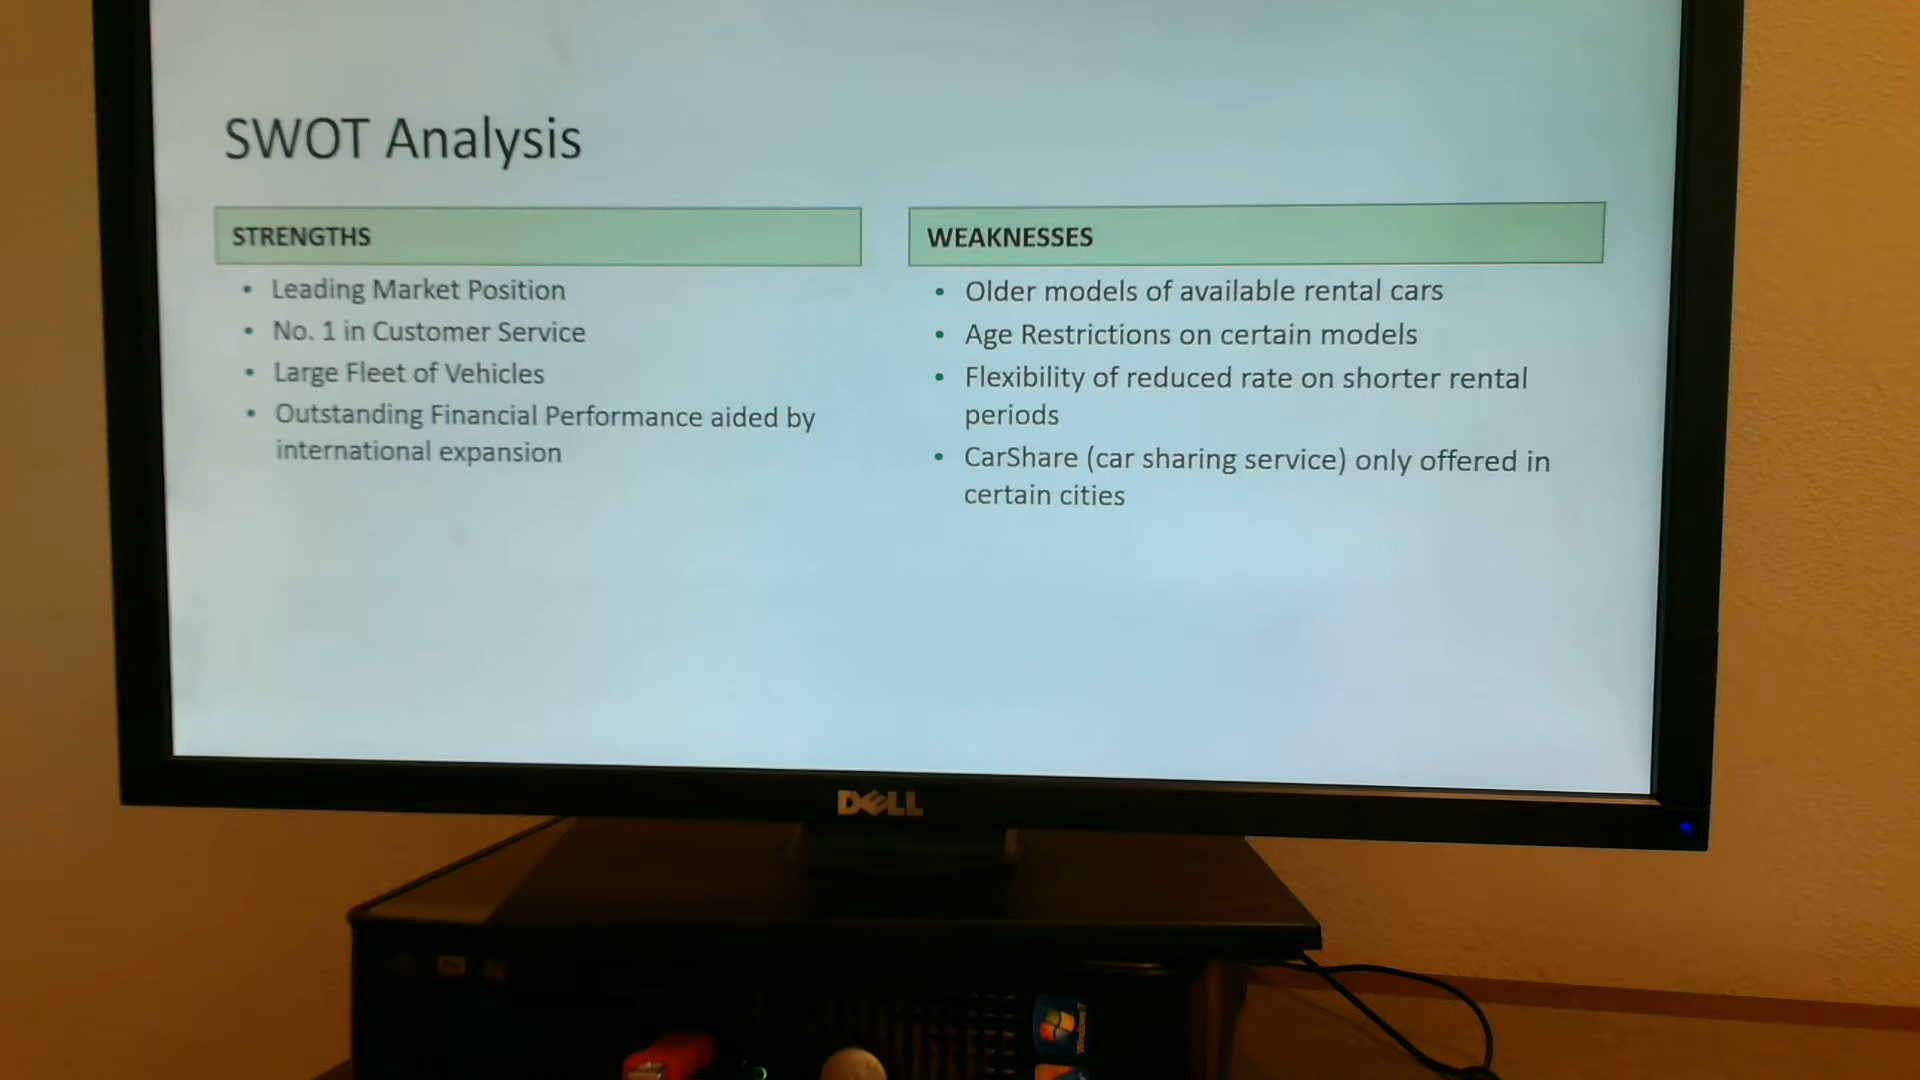 SWOT Analysis
STRENGTHS
• Leading Market Position
• No. 1 in Customer Service
• Large Fleet of Vehicles
• Outstanding Financial Performance aided by
international expansion
WEAKNESSES
• Older models of available rental cars
• Age Restrictions on certain models
• Flexibility of reduced rate on shorter rental
periods
• CarShare (car sharing service) only offered in
certain cities
DELL
Windows 7